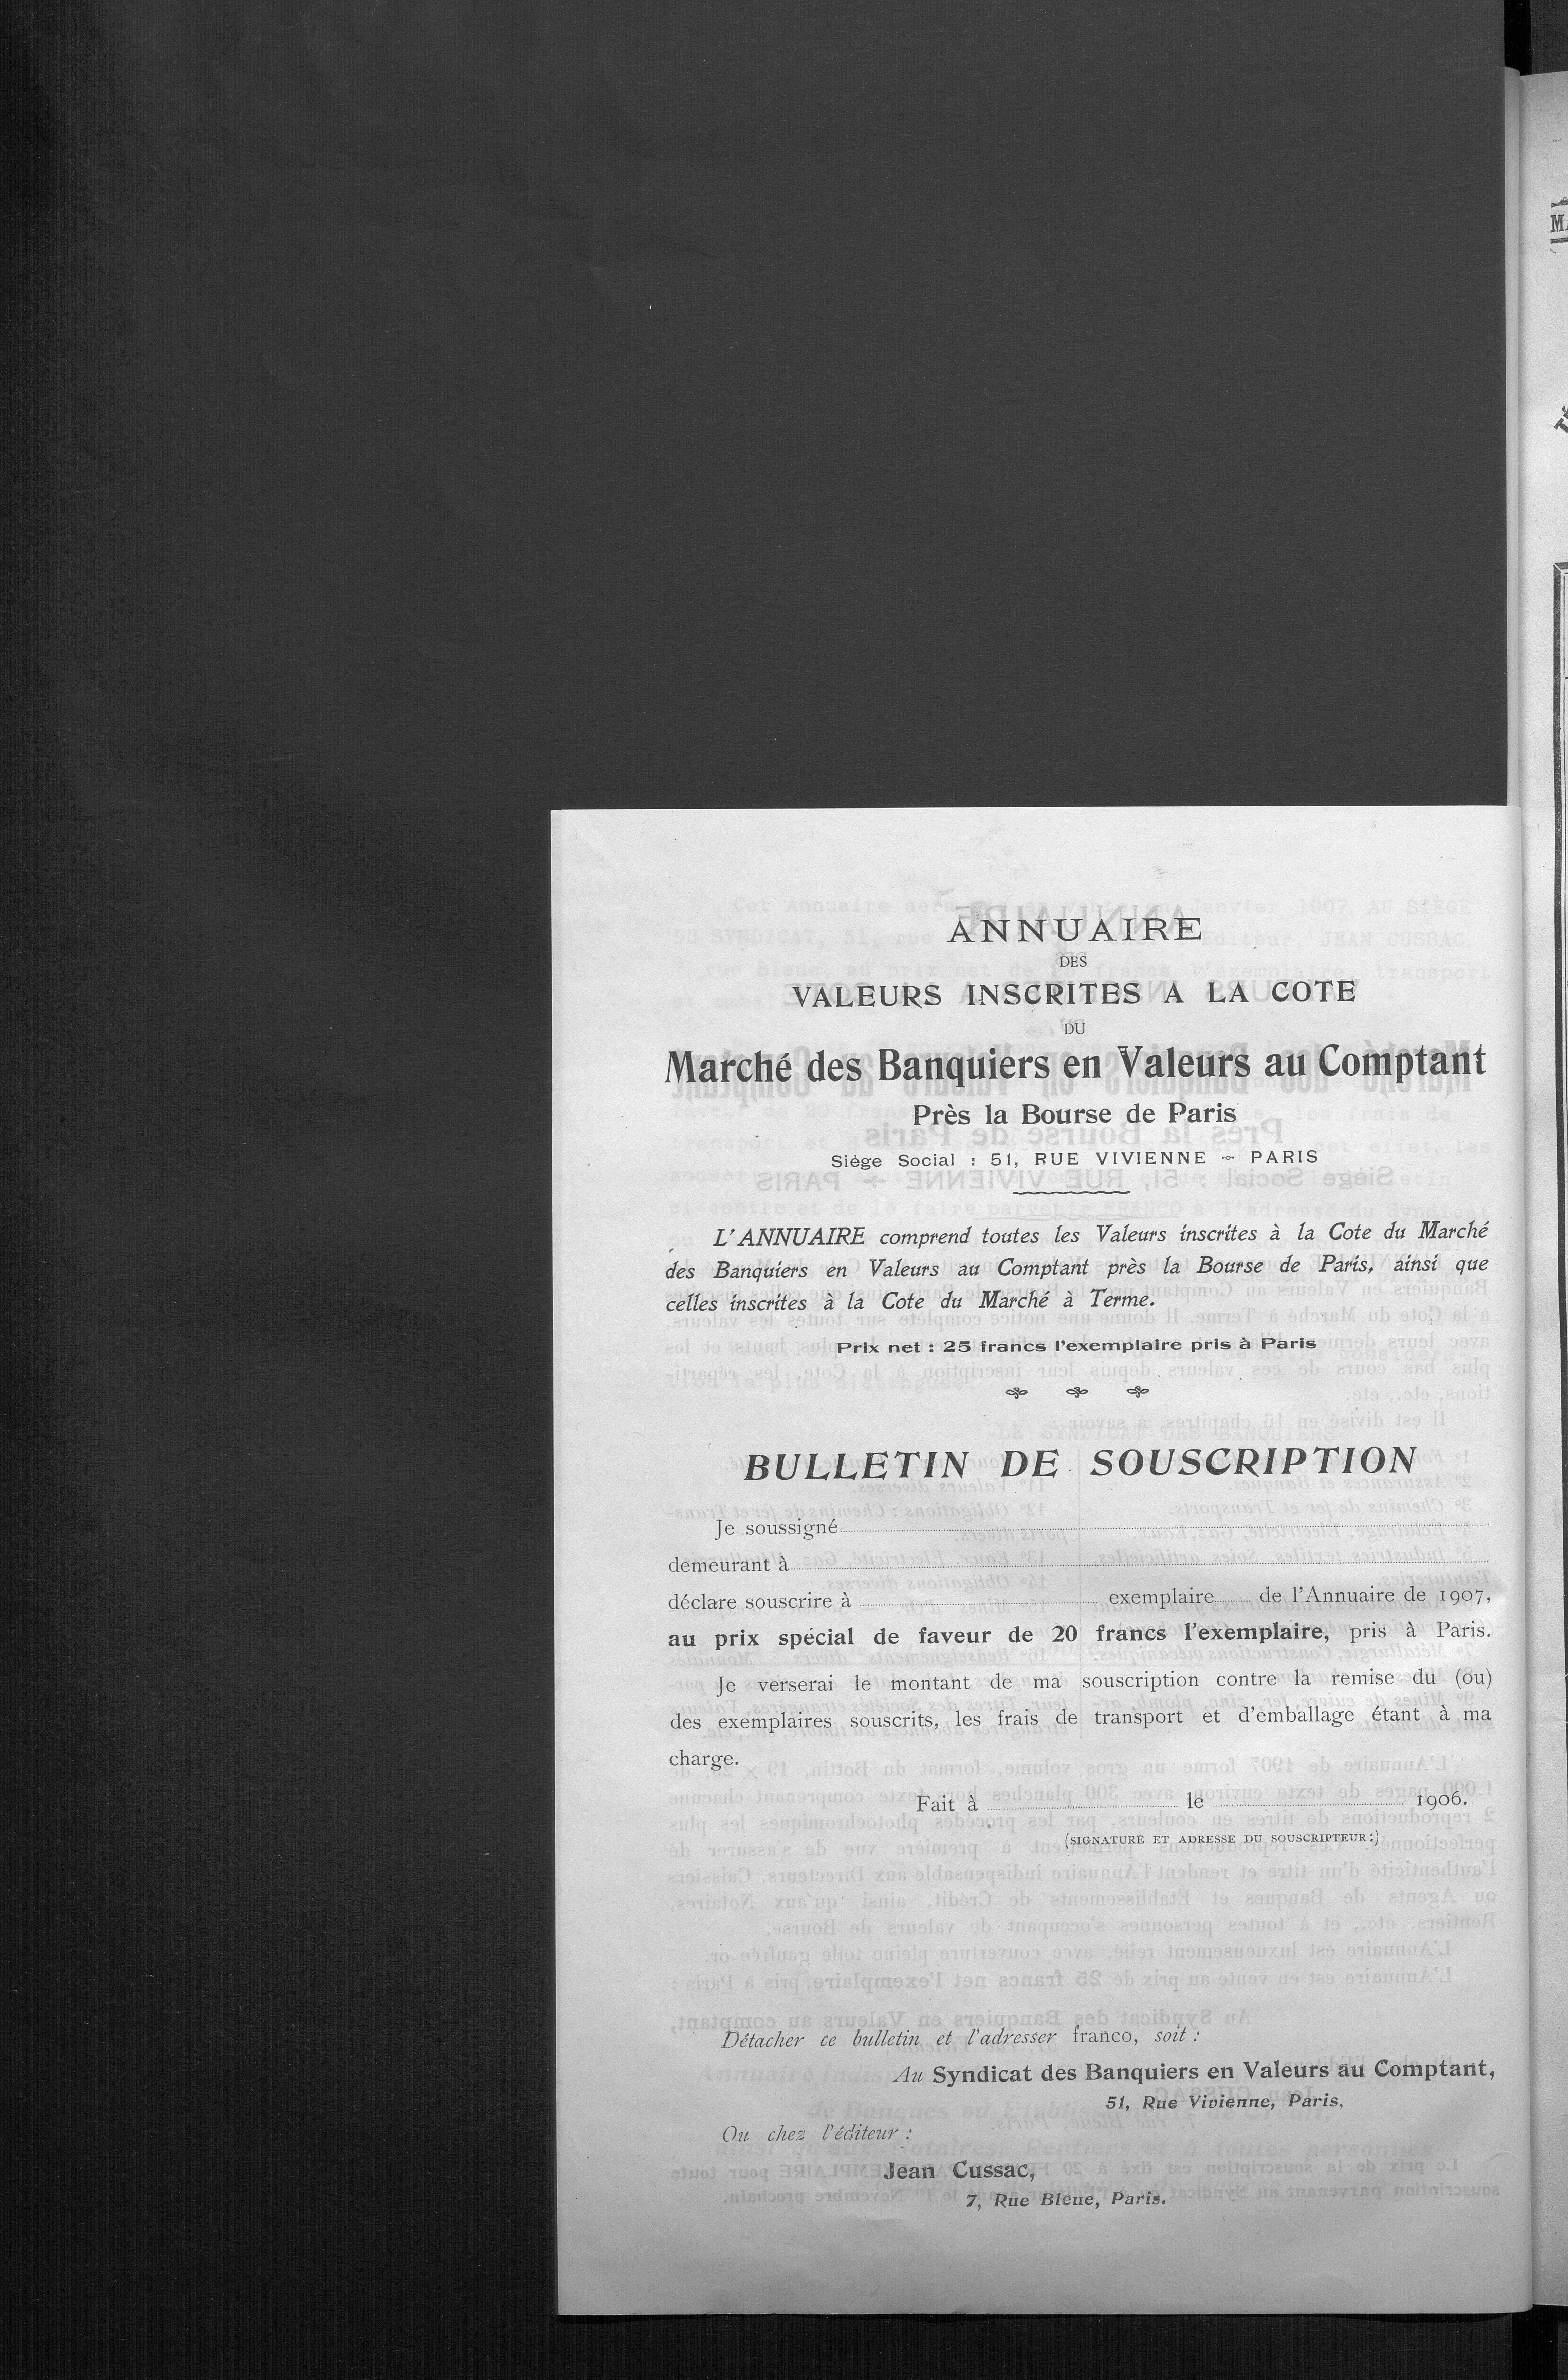 ANNUAIRE
DES
VALEURS INSCRITES A LA COTE
DU
Marché des Banquiers en Valeurs au Comptant
Près la Bourse de Paris
Siége Social : 51, RUE VIVIENNE - PARIS
L'ANNUAIRE comprend toutes les Valeurs inscrites à la Cote du Marché
des Banquiers en Valeurs au Comptant près la Bourse de Paris, ainsi que
celles inscrites à la Cote du Marché à Terme.
Prix net : 25 francs l'exemplaire pris à Paris
BULLETIN DE SOUSCRIPTION
Je soussigné
demeurant à
déclare souscrire à exemplaire de l'Annuaire de 1907,
au prix spécial de faveur de 20 francs l'exemplaire, pris à Paris.
Je verserai le montant de ma souscription contre la remise du (ou)
des exemplaires souscrits, les frais de transport et d'emballage étant à ma
charge.
Fait à le 1906.
(SIGNATURE ET ADRESSE DU SOUSCRIPTEUR :)
Détacher ce bulletin et l'adresser franco, soit :
Au Syndicat des Banquiers en Valeurs au Comptant,
51, Rue Vivienne, Paris,
Ou chez l'éditeur :
Jean Cussac,
7, Rue Bleue, Paris.